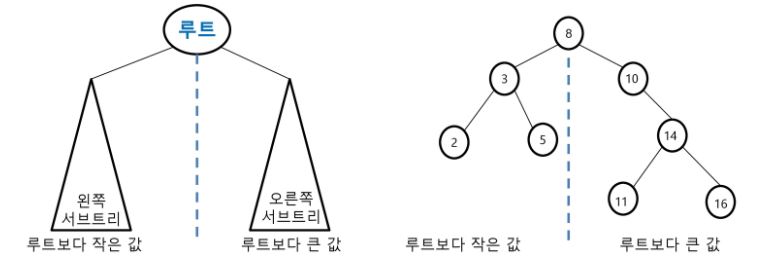 루트
왼쪽
서브트리
오른쪽
서브트리
루트보다 작은 값
루트보다 큰 값
8
3
10
2
5
14
11
16
루트보다 작은 값
루트보다 큰 값